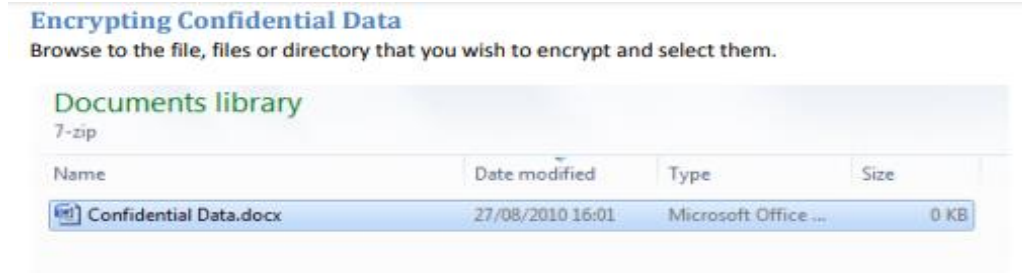 Encrypting Confidential Data
Browse to the file, files or directory that you wish to encrypt and select them.
Documents library
7-zip
Name Date modified Type Size
Confidential Data.docx 27/08/2010 16:01 Microsoft Office ... 0 KB